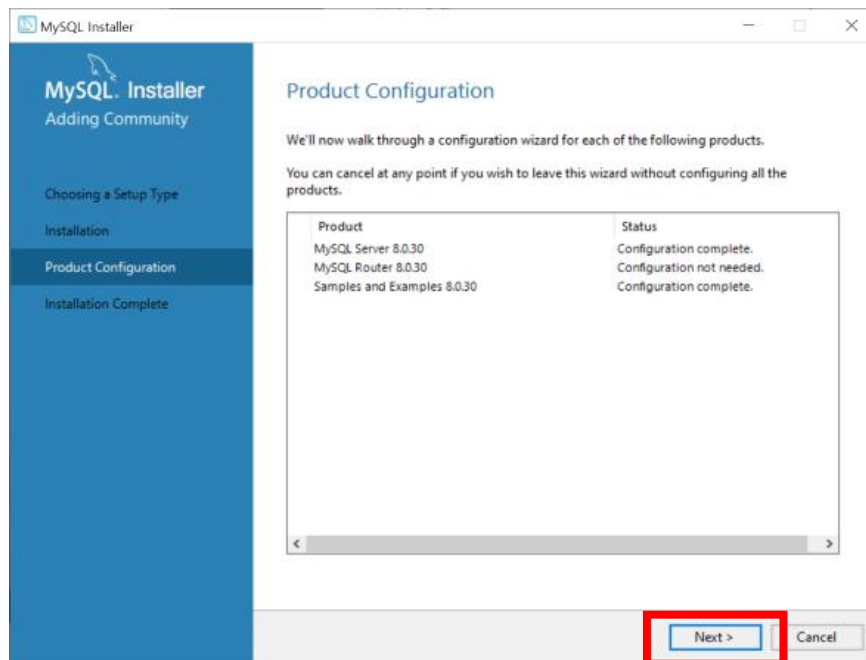 MySQL Installer
MySQL. Installer
Adding Community
Choosing a Setup Type
Installation
Product Configuration
Installation Complete
Product Configuration
We'll now walk through a configuration wizard for each of the following products.
You can cancel at any point if you wish to leave this wizard without configuring all the
products.
Product Status
MySQL Server 8.0.30 Configuration complete.
MySQL Router 8.0.30 Configuration not needed.
Samples and Examples 8.0.30 Configuration complete.
Next > Cancel